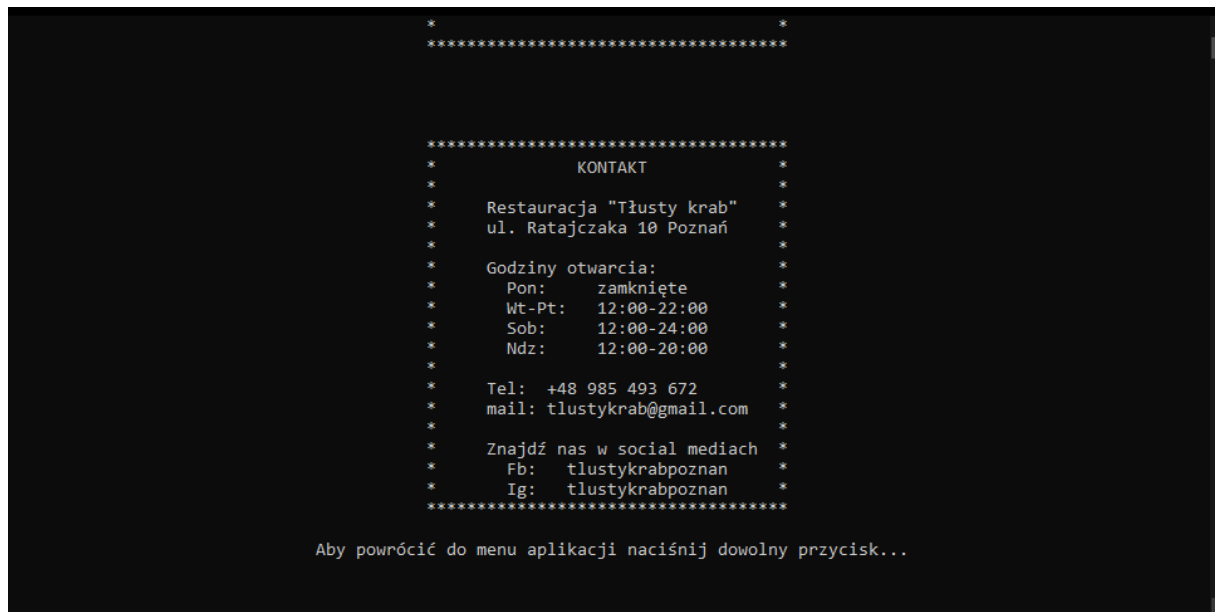 *                                  *
************************************
************************************
*              KONTAKT             *
*                                  *
*     Restauracja "Tłusty krab"    *
*     ul. Ratajczaka 10 Poznań     *
*                                  *
*     Godziny otwarcia:            *
*       Pon:     zamknięte         *
*       Wt-Pt:   12:00-22:00       *
*       Sob:     12:00-24:00       *
*       Ndz:     12:00-20:00       *
*                                  *
*     Tel:  +48 985 493 672        *
*     mail: tlustykrab@gmail.com   *
*                                  *
*     Znajdź nas w social mediach  *
*       Fb:   tlustykrabpoznan     *
*       Ig:   tlustykrabpoznan     *
************************************
Aby powrócić do menu aplikacji naciśnij dowolny przycisk...